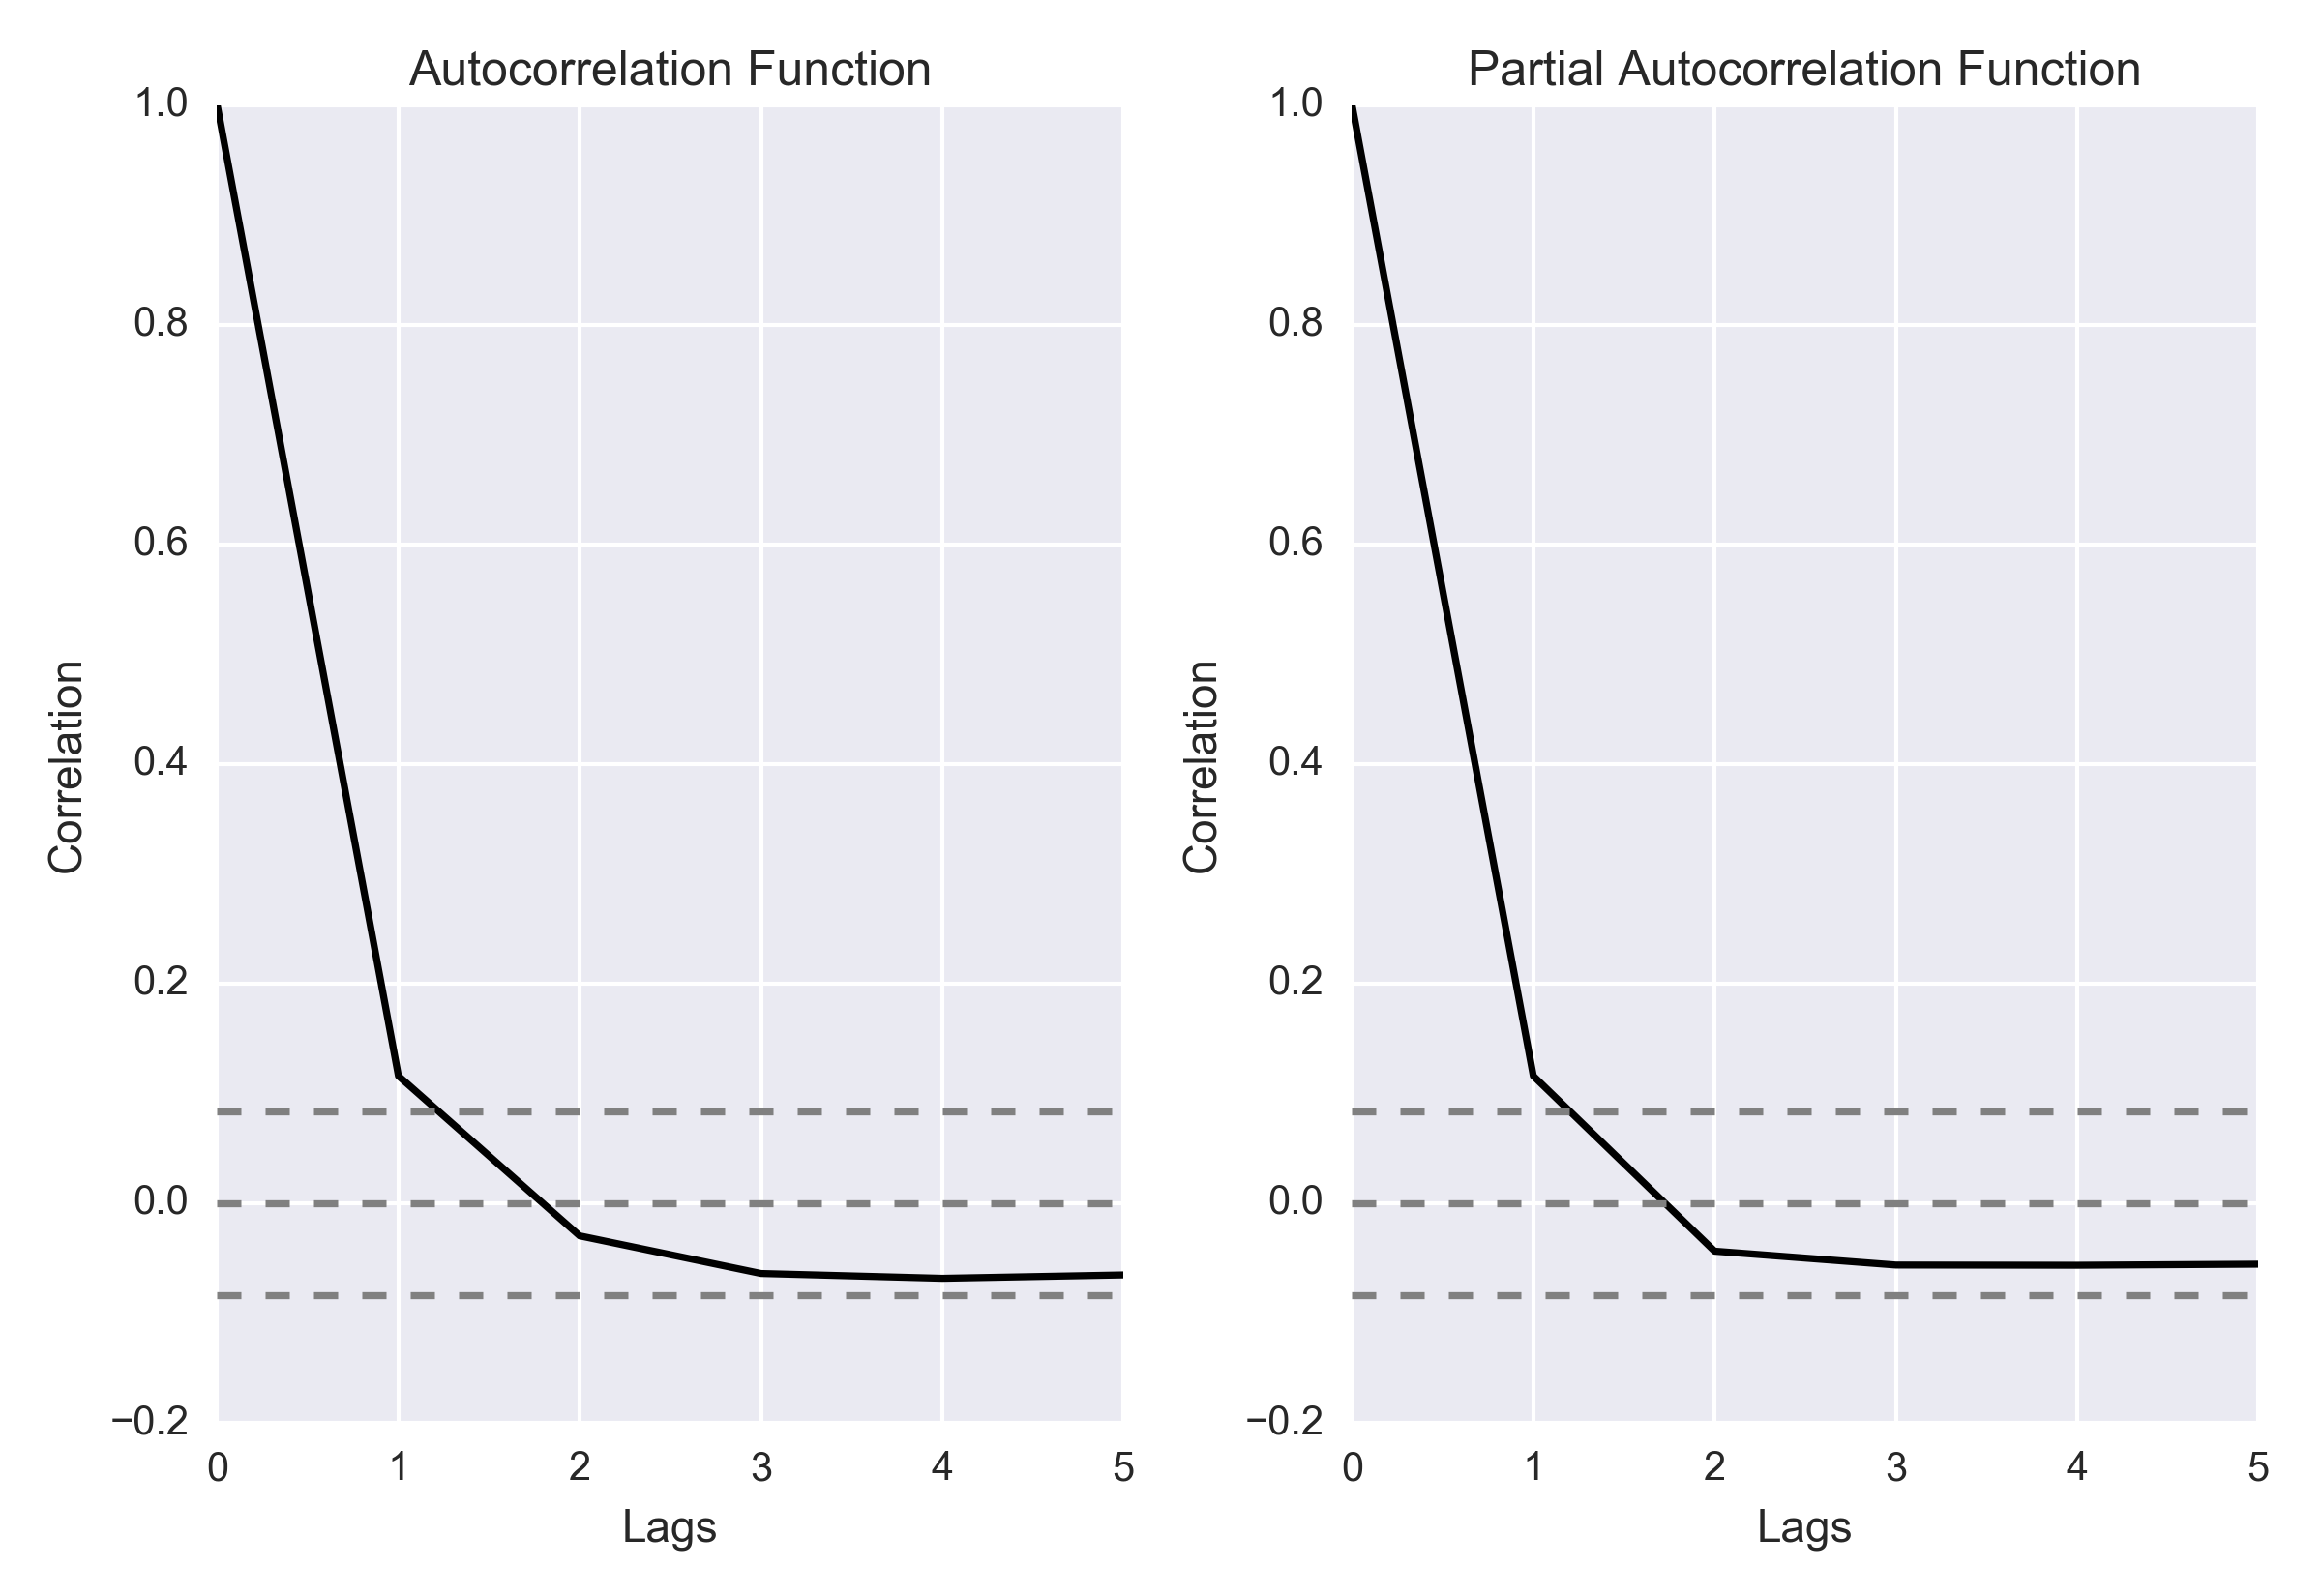 Autocorrelation Function
1.0
0.8
0.6
0.4
0.2
0.0
−0.2
Correlation
0 1 2 3 4 5
Lags
Partial Autocorrelation Function
1.0
0.8
0.6
0.4
0.2
0.0
−0.2
Correlation
0 1 2 3 4 5
Lags